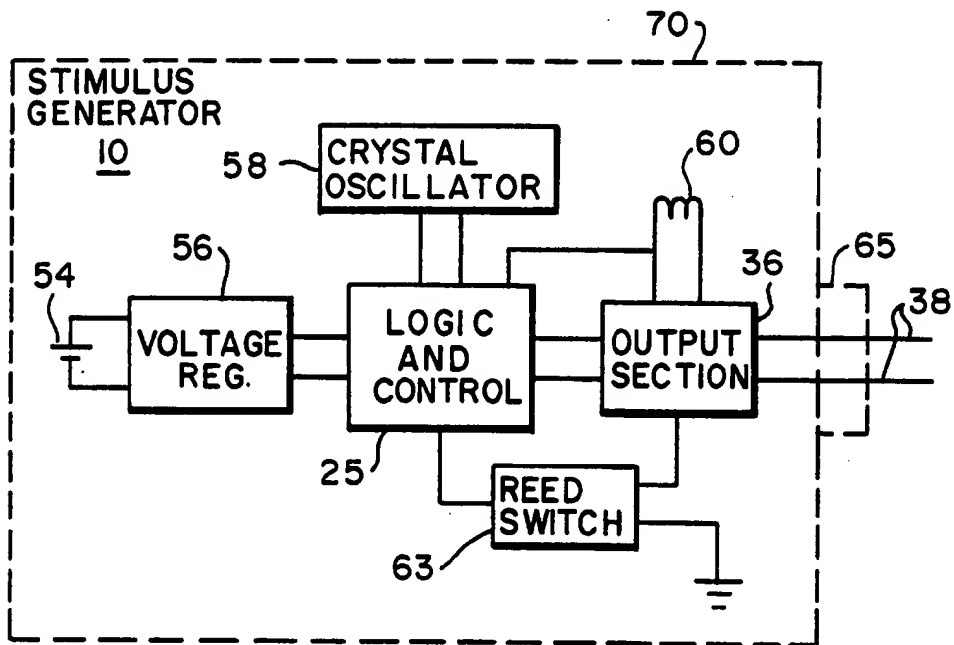 70
STIMULUS
GENERATOR
10
58
CRYSTAL
OSCILLATOR
60
65
54
56
36
38
VOLTAGE
REG.
LOGIC
AND
CONTROL
OUTPUT
SECTION
25
REED
SWITCH
63